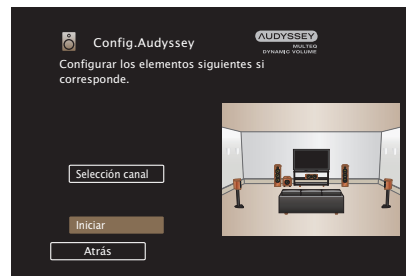 Config.Audyssey
AUDYSSEY
MULTEQ
DYNAMIC VOLUME
Configurar los elementos siguientes si
corresponde.
Selección canal
Iniciar
Atrás